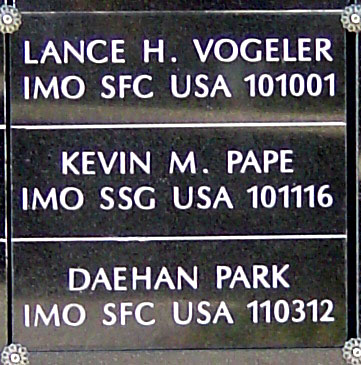 LANCE H. VOGELER
IMO SFC USA 101001
KEVIN M. PAPE
IMO SSG USA 101116
DAEHAN PARK
IMO SFC USA 110312